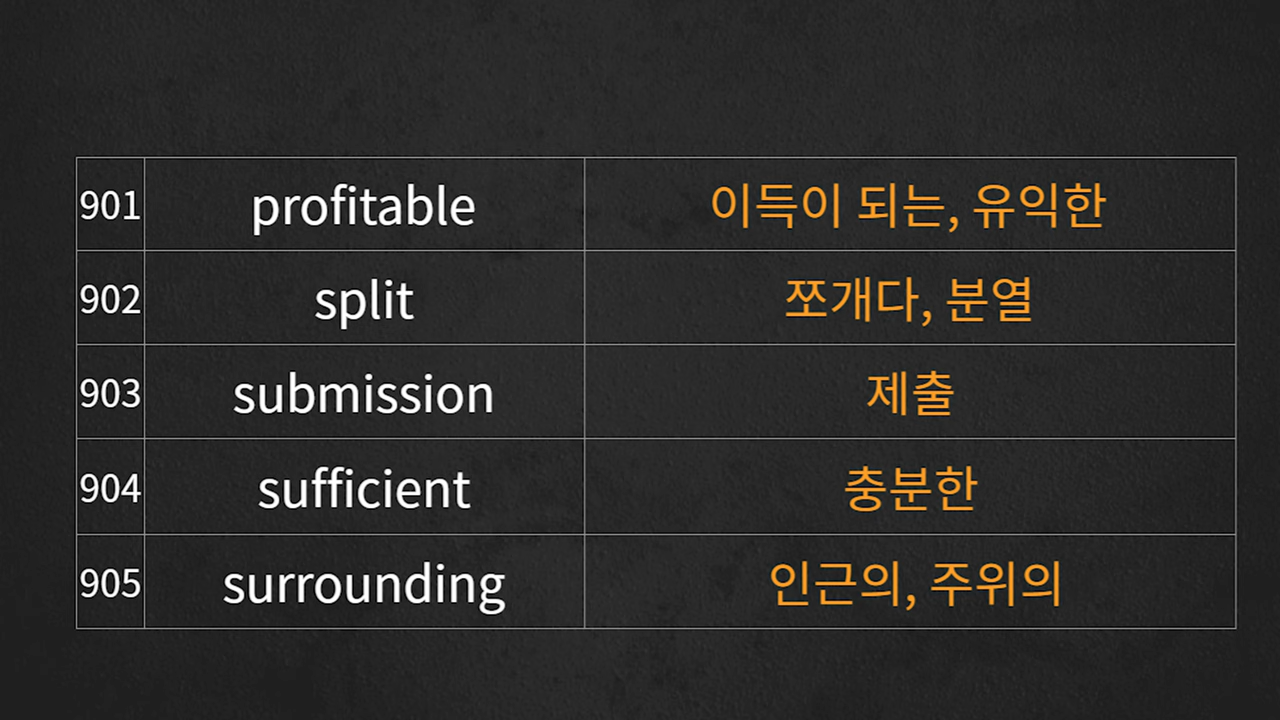 901 profitable 이득이 되는, 유익한
902 split 쪼개다, 분열
903 submission 제출
904 sufficient 충분한
905 surrounding 인근의, 주위의